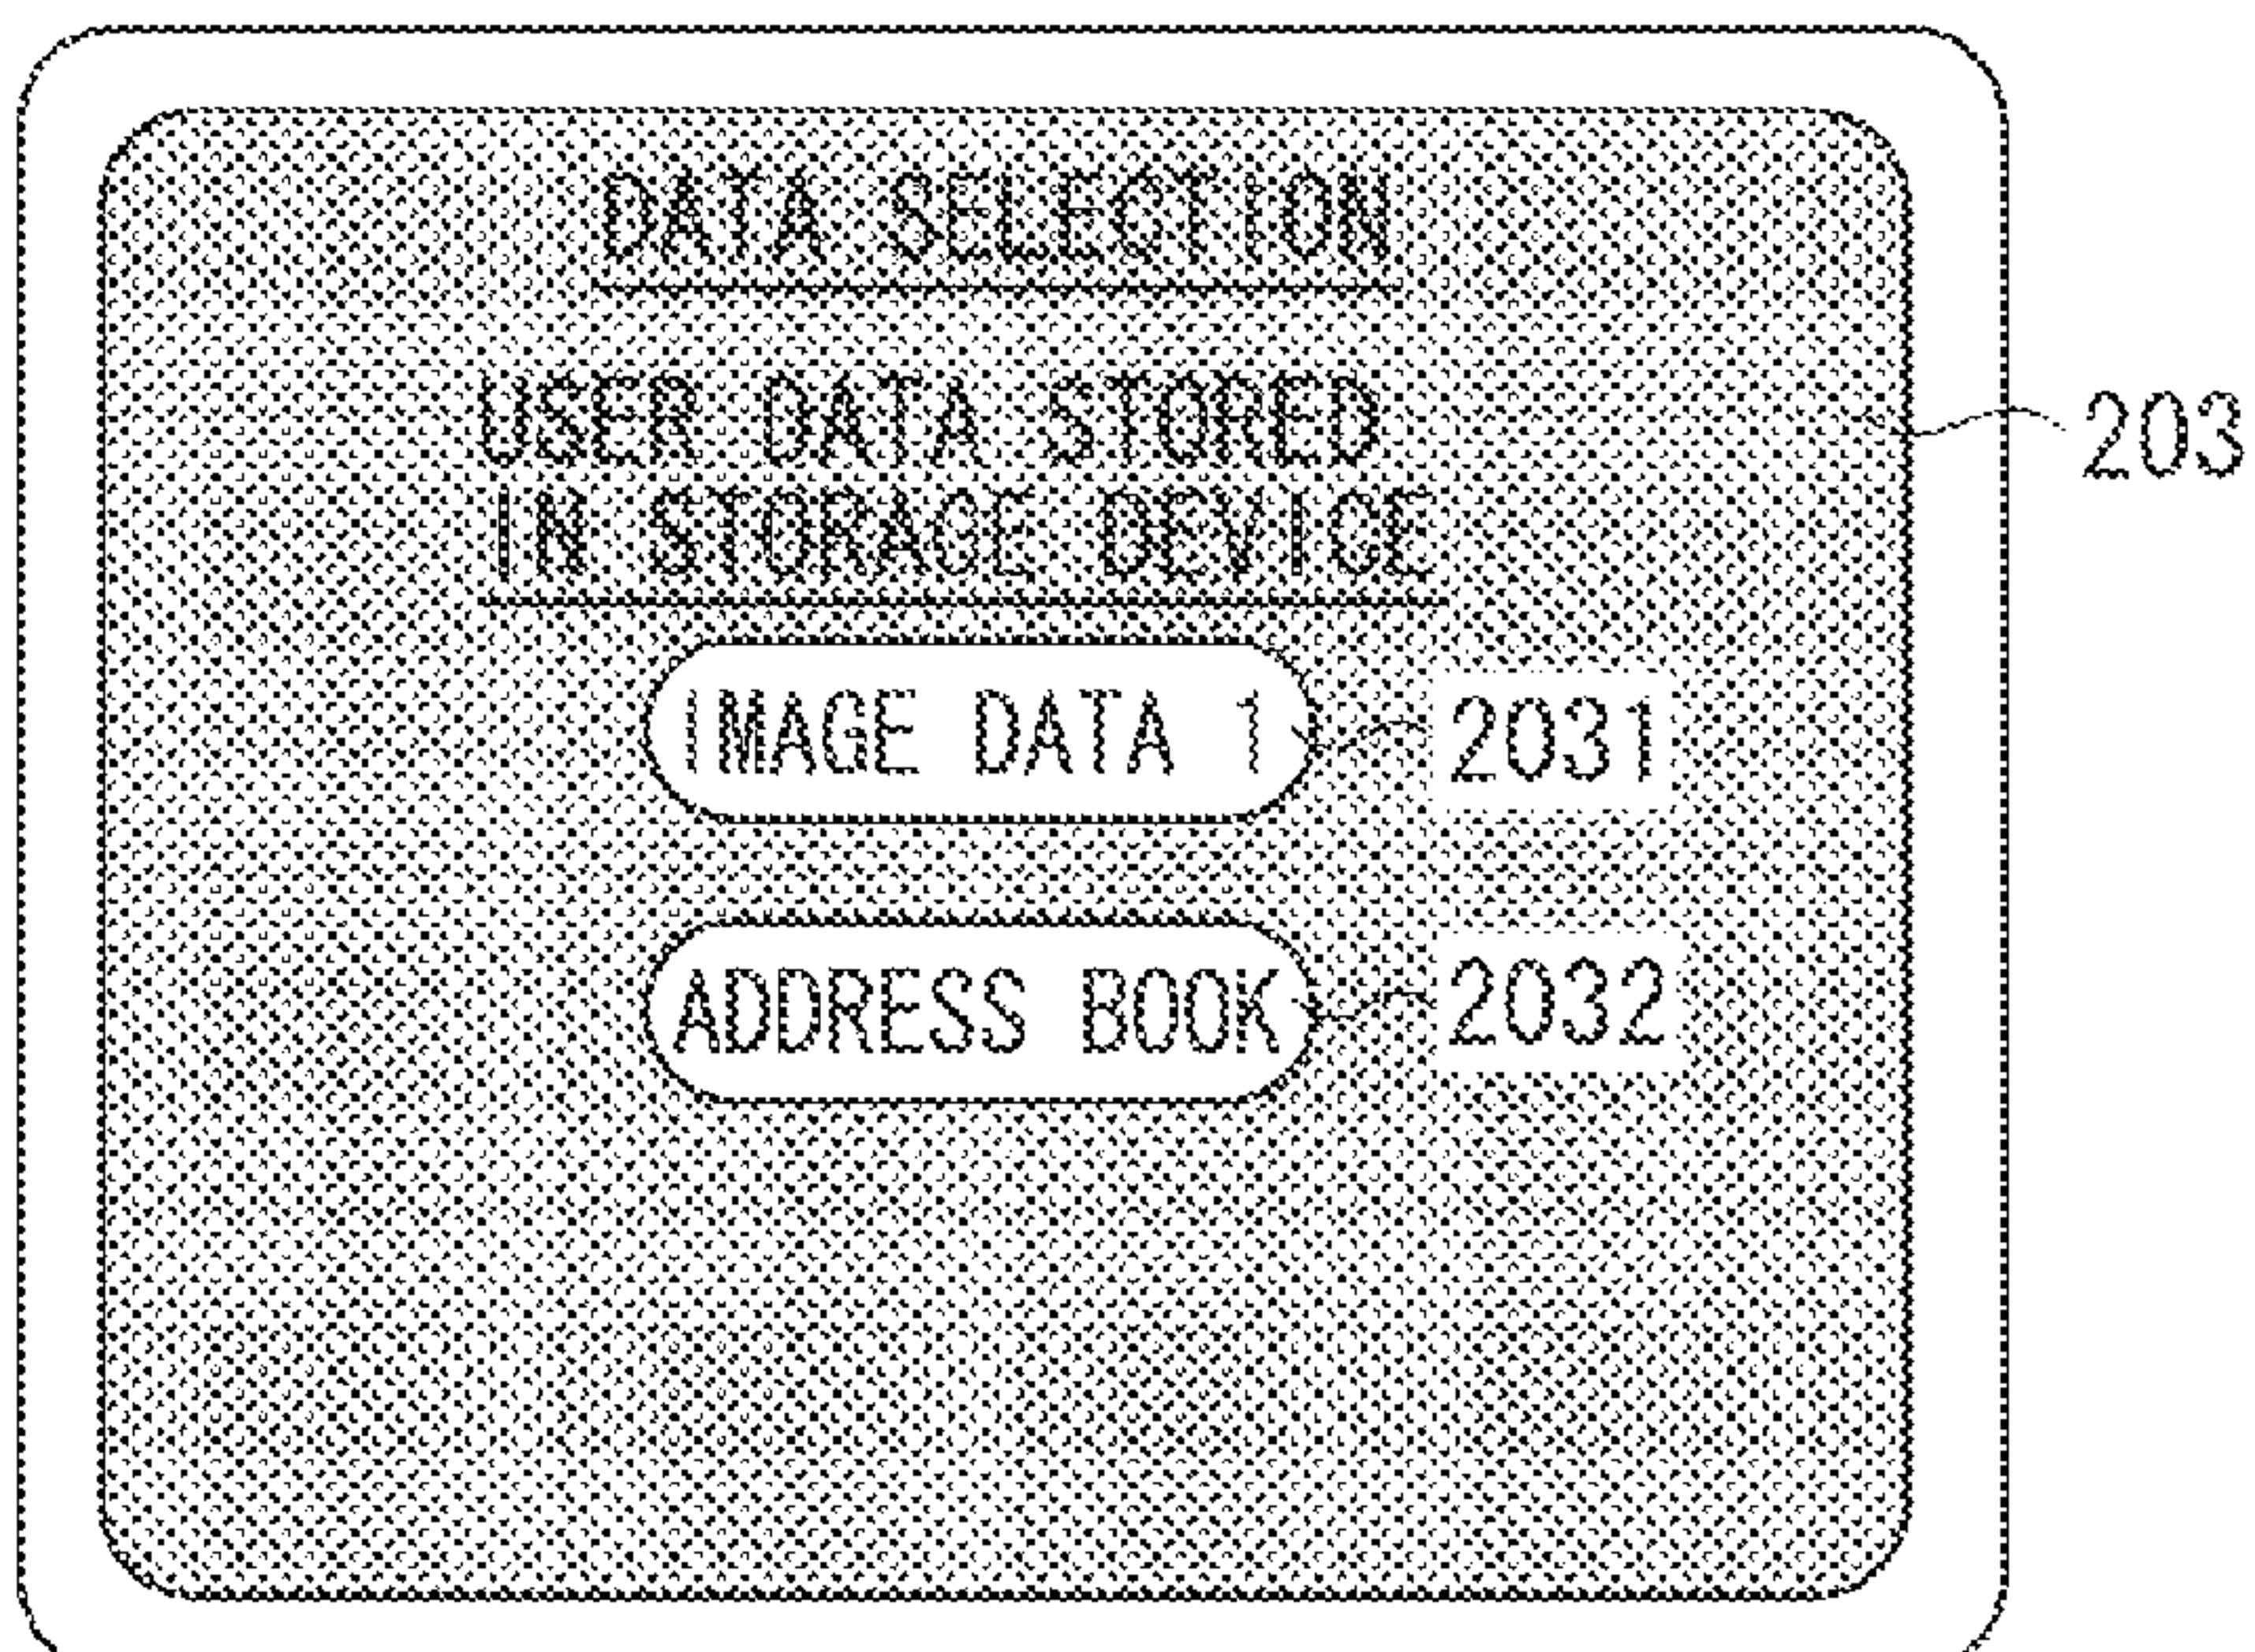 DATA SELECTION
USER DATA STORED
IN STORAGE DEVICE
203
IMAGE DATA 1
2031
ADDRESS BOOK
2032